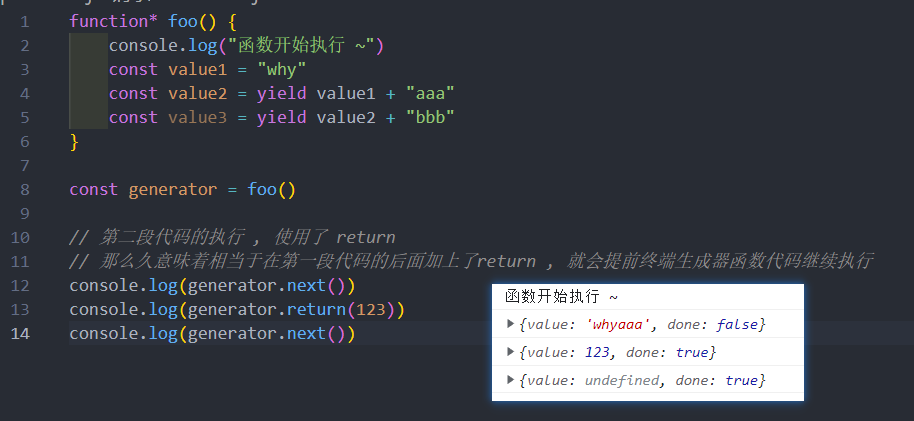 1 function* foo() {
2 console.log("函数开始执行 ~")
3 const value1 = "why"
4 const value2 = yield value1 + "aaa"
5 const value3 = yield value2 + "bbb"
6 }
7
8 const generator = foo()
9
10 // 第二段代码的执行 , 使用了 return
11 // 那么久意味着相当于在第一段代码的后面加上了return , 就会提前终端生成器函数代码继续执行
12 console.log(generator.next())
13 console.log(generator.return(123))
14 console.log(generator.next())
函数开始执行 ~
▶{value: 'whyaaa', done: false}
▶{value: 123, done: true}
▶{value: undefined, done: true}